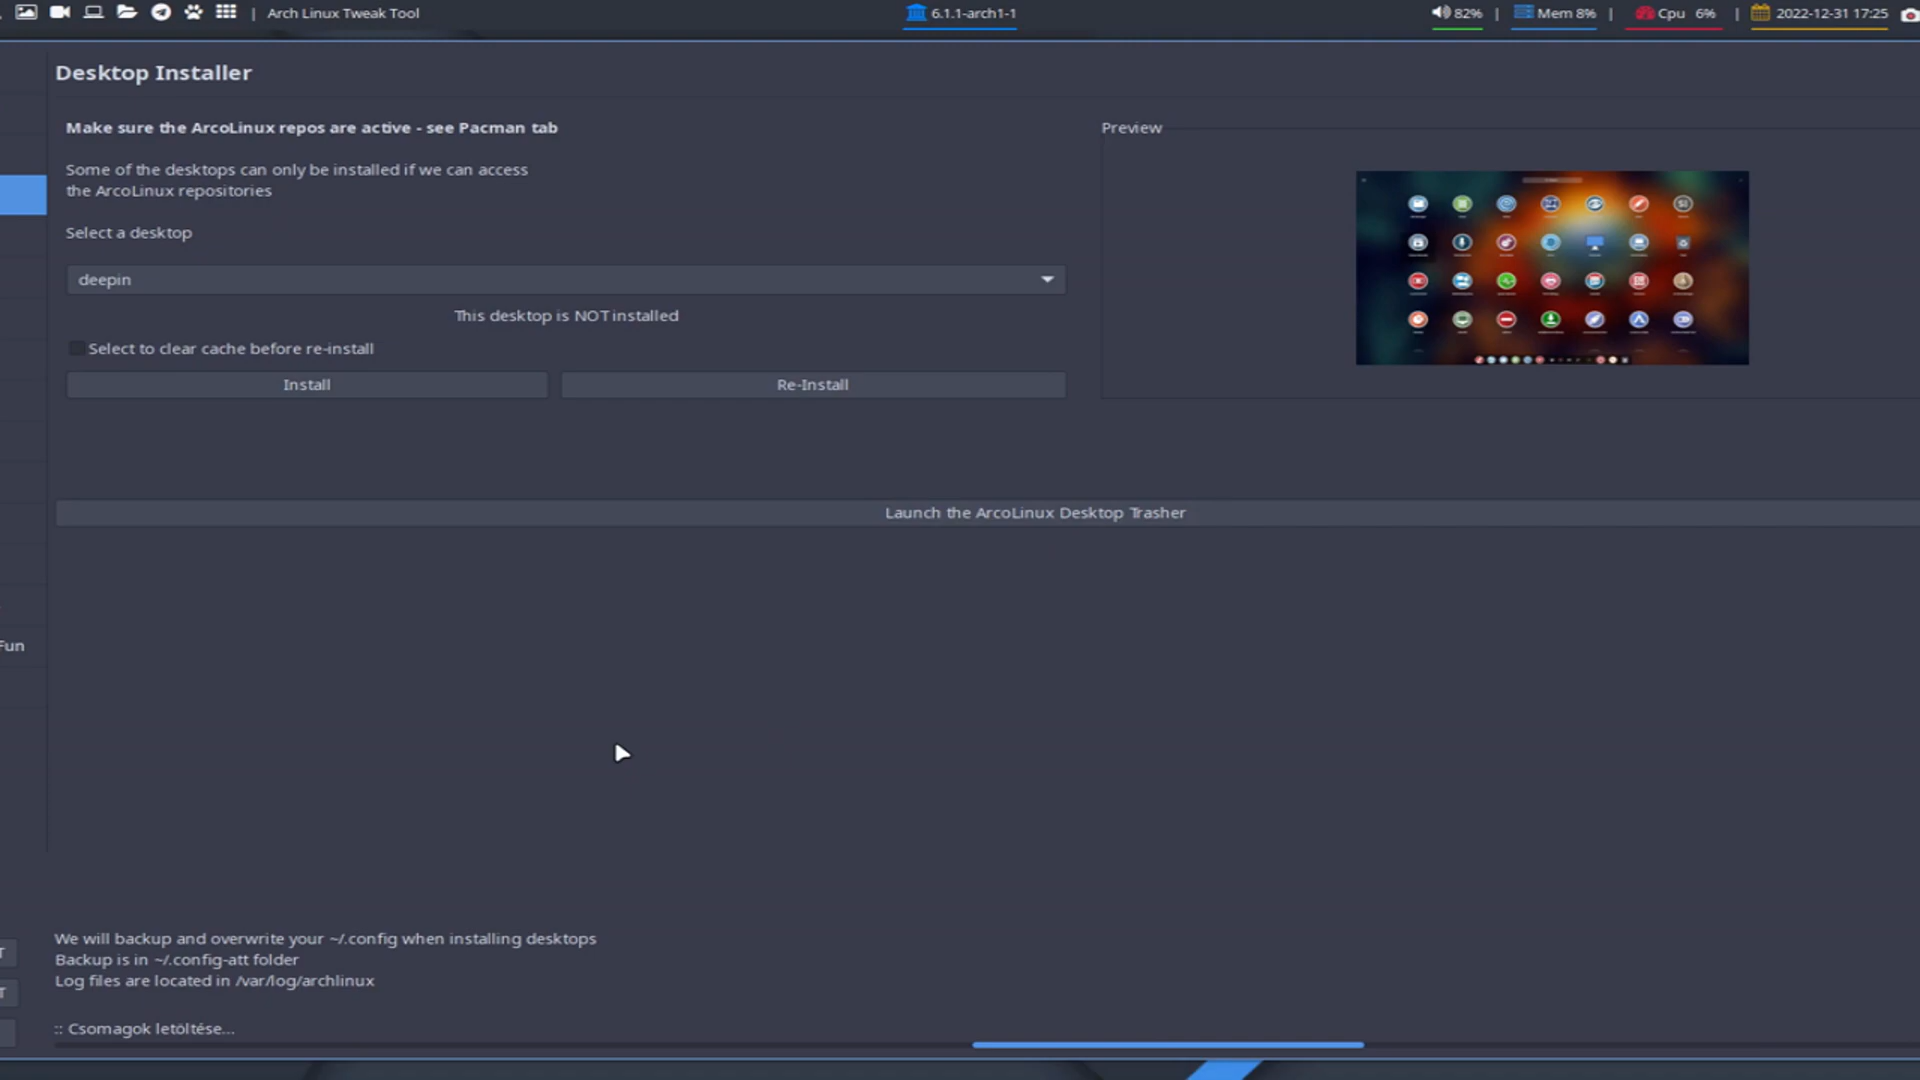 Arch Linux Tweak Tool
6.1.1-arch1-1
82%
Mem 8%
Cpu 6%
2022-12-31 17:25
Desktop Installer
Make sure the ArcoLinux repos are active - see Pacman tab
Some of the desktops can only be installed if we can access
the ArcoLinux repositories
Select a desktop
deepin
This desktop is NOT installed
Select to clear cache before re-install
Install
Re-Install
Preview
Launch the ArcoLinux Desktop Trasher
Fun
We will backup and overwrite your ~/.config when installing desktops
Backup is in ~/.config-att folder
Log files are located in /var/log/archlinux
T
T
:: Csomagok letöltése...